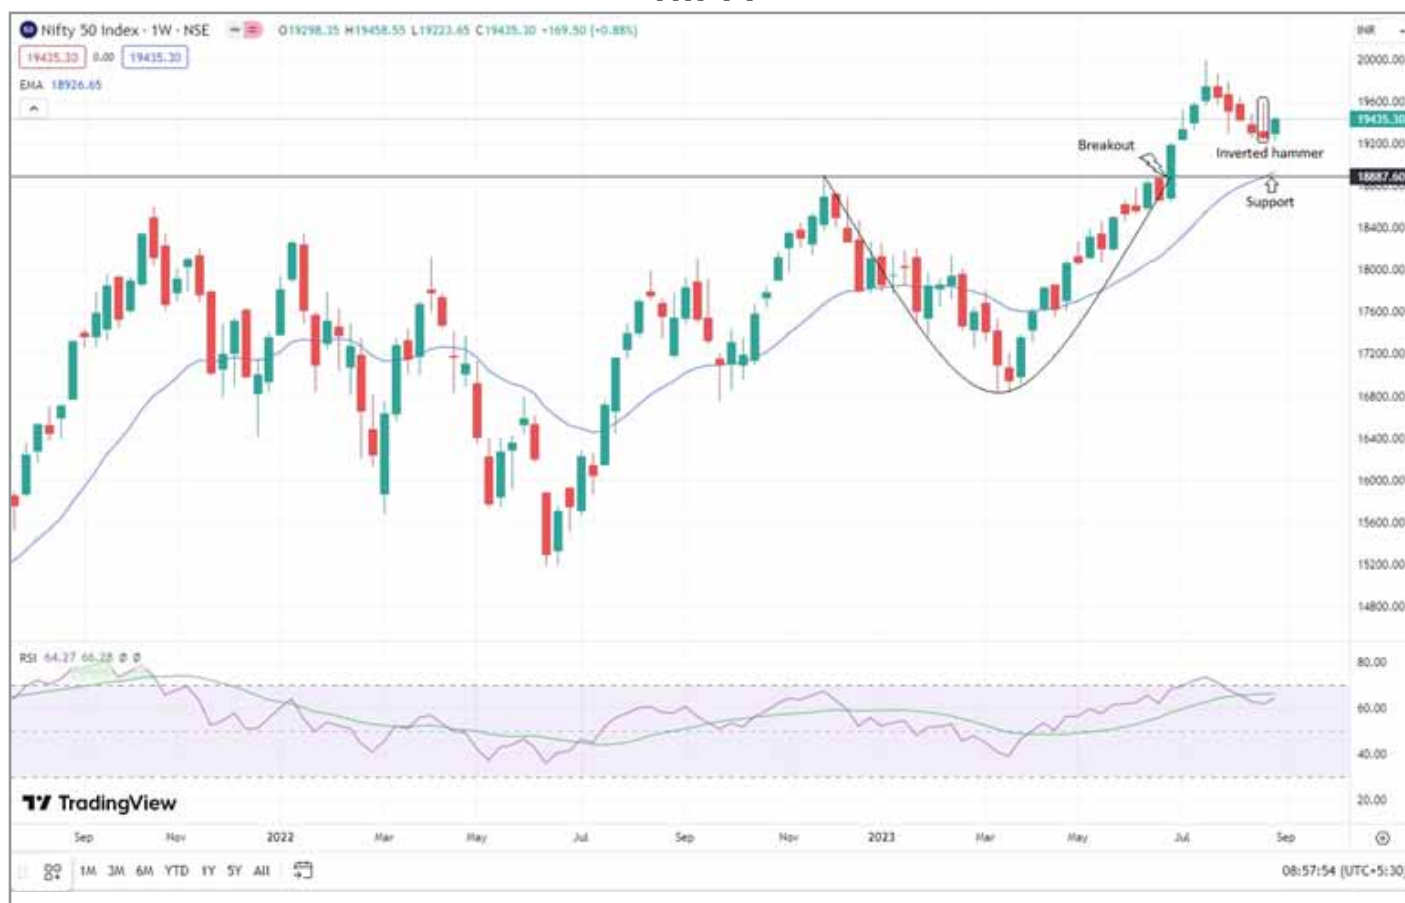 Nifty 50 Index · 1W · NSE O19298.35 H19458.55 L19223.65 C19435.30 +169.50 (+0.88%)
INR
19435.30 0.00 19435.30
EMA 18926.65
20000.00
19600.00
19435.30
19200.00
18887.60
18800.00
18400.00
18000.00
17600.00
17200.00
16800.00
16400.00
16000.00
15600.00
15200.00
14800.00
Breakout
Inverted hammer
Support
RSI 64.27 66.28 Ø Ø
80.00
60.00
40.00
20.00
TradingView
Sep Nov 2022 Mar May Jul Sep Nov 2023 Mar May Jul Sep
1M 3M 6M YTD 1Y 5Y All
08:57:54 (UTC+5:30)